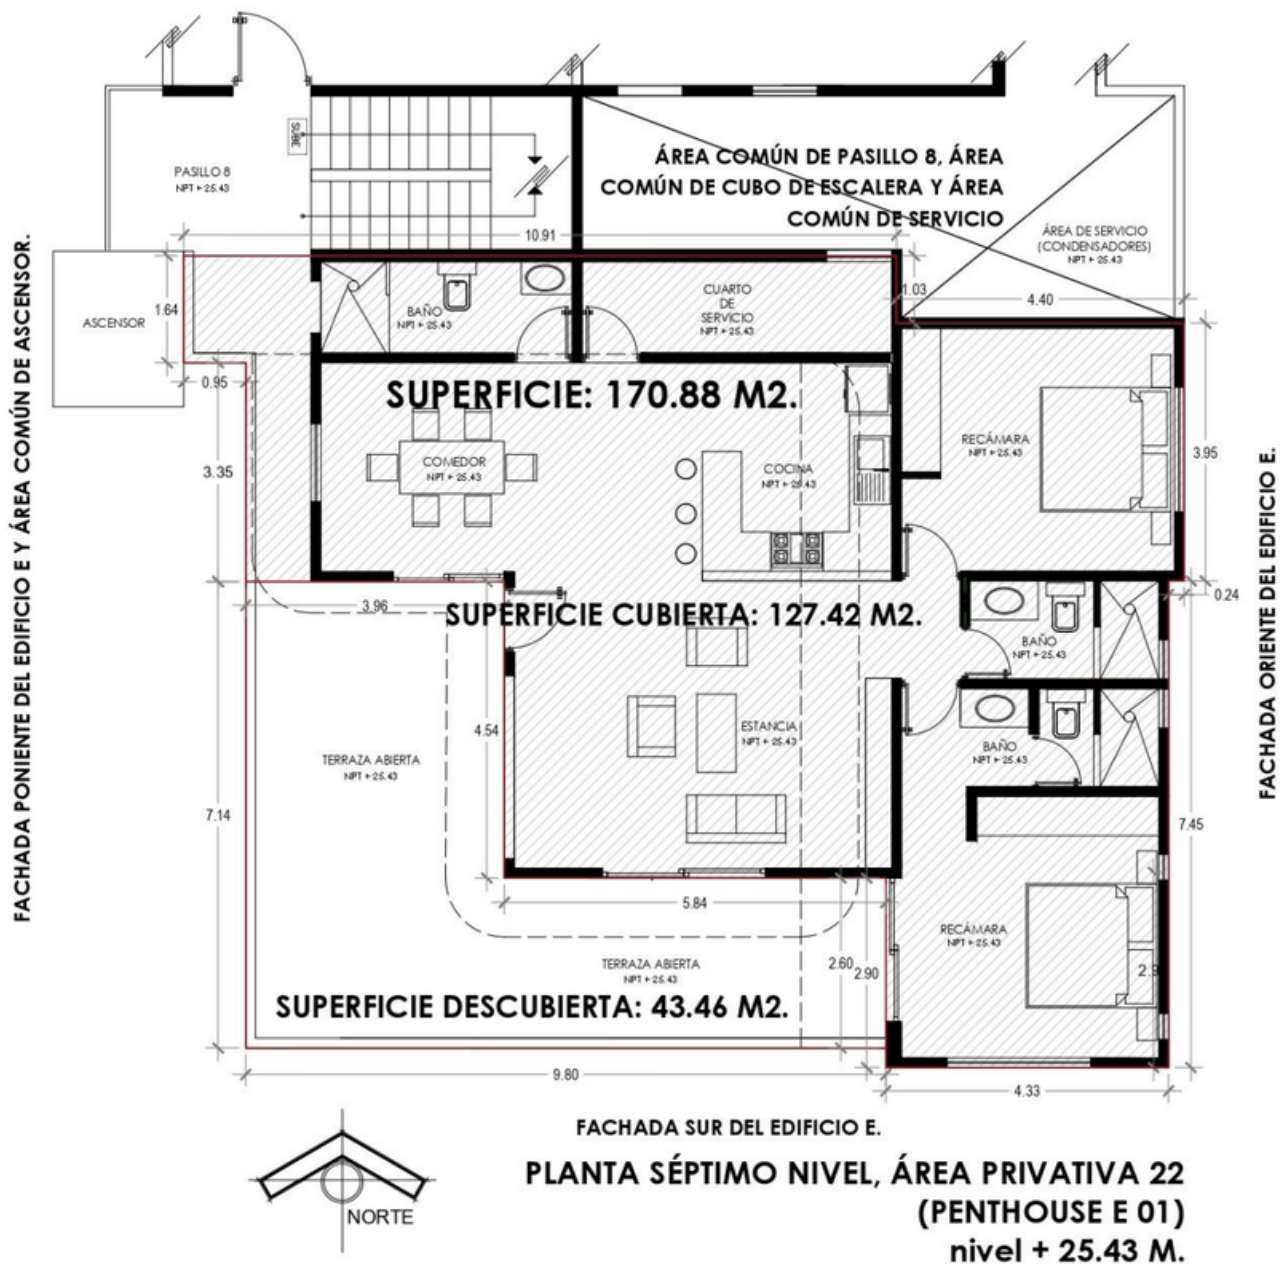 SUBE
PASILLO 8
NPT + 25.43
ÁREA COMÚN DE PASILLO 8, ÁREA
COMÚN DE CUBO DE ESCALERA Y ÁREA
COMÚN DE SERVICIO
ÁREA DE SERVICIO
(CONDENSADORES)
NPT + 25.43
10.91
1.03
4.40
1.64
ASCENSOR
BAÑO
NPT + 25.43
CUARTO
DE
SERVICIO
NPT + 25.43
0.95
SUPERFICIE: 170.88 M2.
3.35
COMEDOR
NPT + 25.43
COCINA
NPT + 25.43
RECÁMARA
NPT + 25.43
3.95
FACHADA PONIENTE DEL EDIFICIO E Y ÁREA COMÚN DE ASCENSOR.
FACHADA ORIENTE DEL EDIFICIO E.
3.96
SUPERFICIE CUBIERTA: 127.42 M2.
0.24
BAÑO
NPT + 25.43
4.54
ESTANCIA
NPT + 25.43
BAÑO
NPT + 25.43
TERRAZA ABIERTA
NPT + 25.43
7.14
7.45
5.84
RECÁMARA
NPT + 25.43
TERRAZA ABIERTA
NPT + 25.43
2.60
2.90
2.9
SUPERFICIE DESCUBIERTA: 43.46 M2.
9.80
4.33
FACHADA SUR DEL EDIFICIO E.
PLANTA SÉPTIMO NIVEL, ÁREA PRIVATIVA 22
(PENTHOUSE E 01)
nivel + 25.43 M.
NORTE